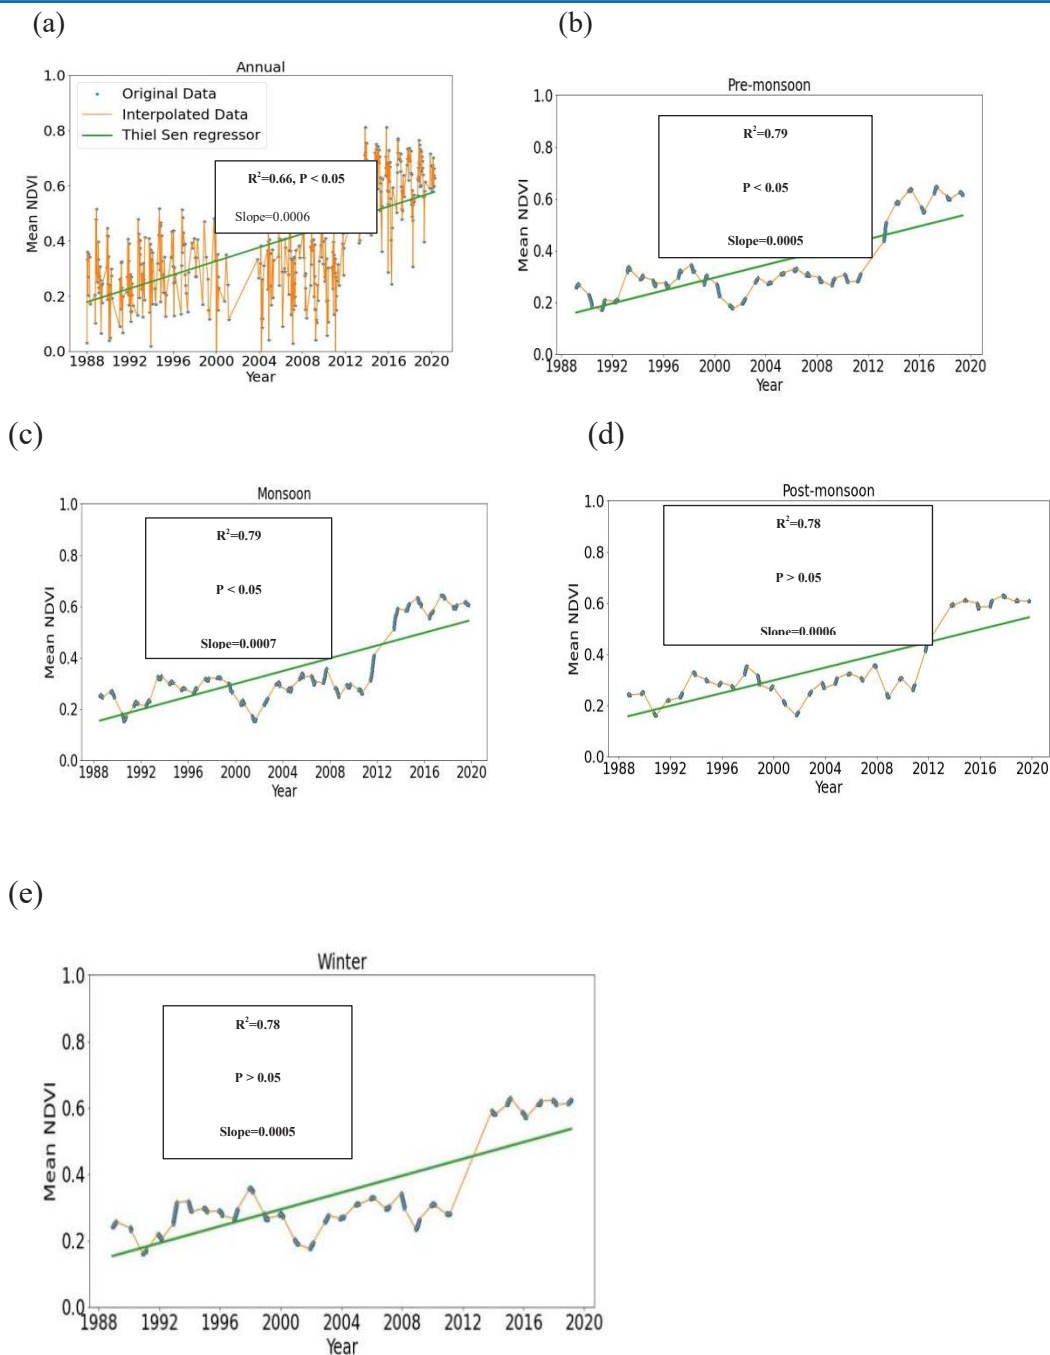 (a)
Annual
1.0
0.8
0.6
0.4
0.2
0.0
Mean NDVI
Original Data
Interpolated Data
Thiel Sen regressor
R²=0.66, P < 0.05
Slope=0.0006
1988 1992 1996 2000 2004 2008 2012 2016 2020
Year
(b)
Pre-monsoon
1.0
0.8
0.6
0.4
0.2
0.0
Mean NDVI
R²=0.79
P < 0.05
Slope=0.0005
1988 1992 1996 2000 2004 2008 2012 2016 2020
Year
(c)
Monsoon
1.0
0.8
0.6
0.4
0.2
0.0
Mean NDVI
R²=0.79
P < 0.05
Slope=0.0007
1988 1992 1996 2000 2004 2008 2012 2016 2020
Year
(d)
Post-monsoon
1.0
0.8
0.6
0.4
0.2
0.0
Mean NDVI
R²=0.78
P > 0.05
Slope=0.0006
1988 1992 1996 2000 2004 2008 2012 2016 2020
Year
(e)
Winter
1.0
0.8
0.6
0.4
0.2
0.0
Mean NDVI
R²=0.78
P > 0.05
Slope=0.0005
1988 1992 1996 2000 2004 2008 2012 2016 2020
Year